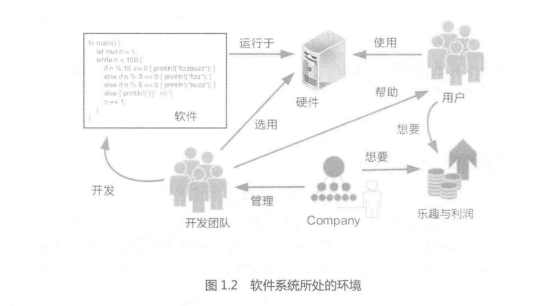 fn main() {
let mut n = 1;
while n < 100 {
if n % 15 == 0 { println!("fizzbuzz"); }
else if n % 3 == 0 { println!("fizz"); }
else if n % 5 == 0 { println!("buzz"); }
else { println!("{}", n); }
n += 1;
}
}
软件
运行于
使用
硬件
用户
选用
帮助
想要
开发
开发团队
管理
Company
想要
乐趣与利润
图 1.2 软件系统所处的环境